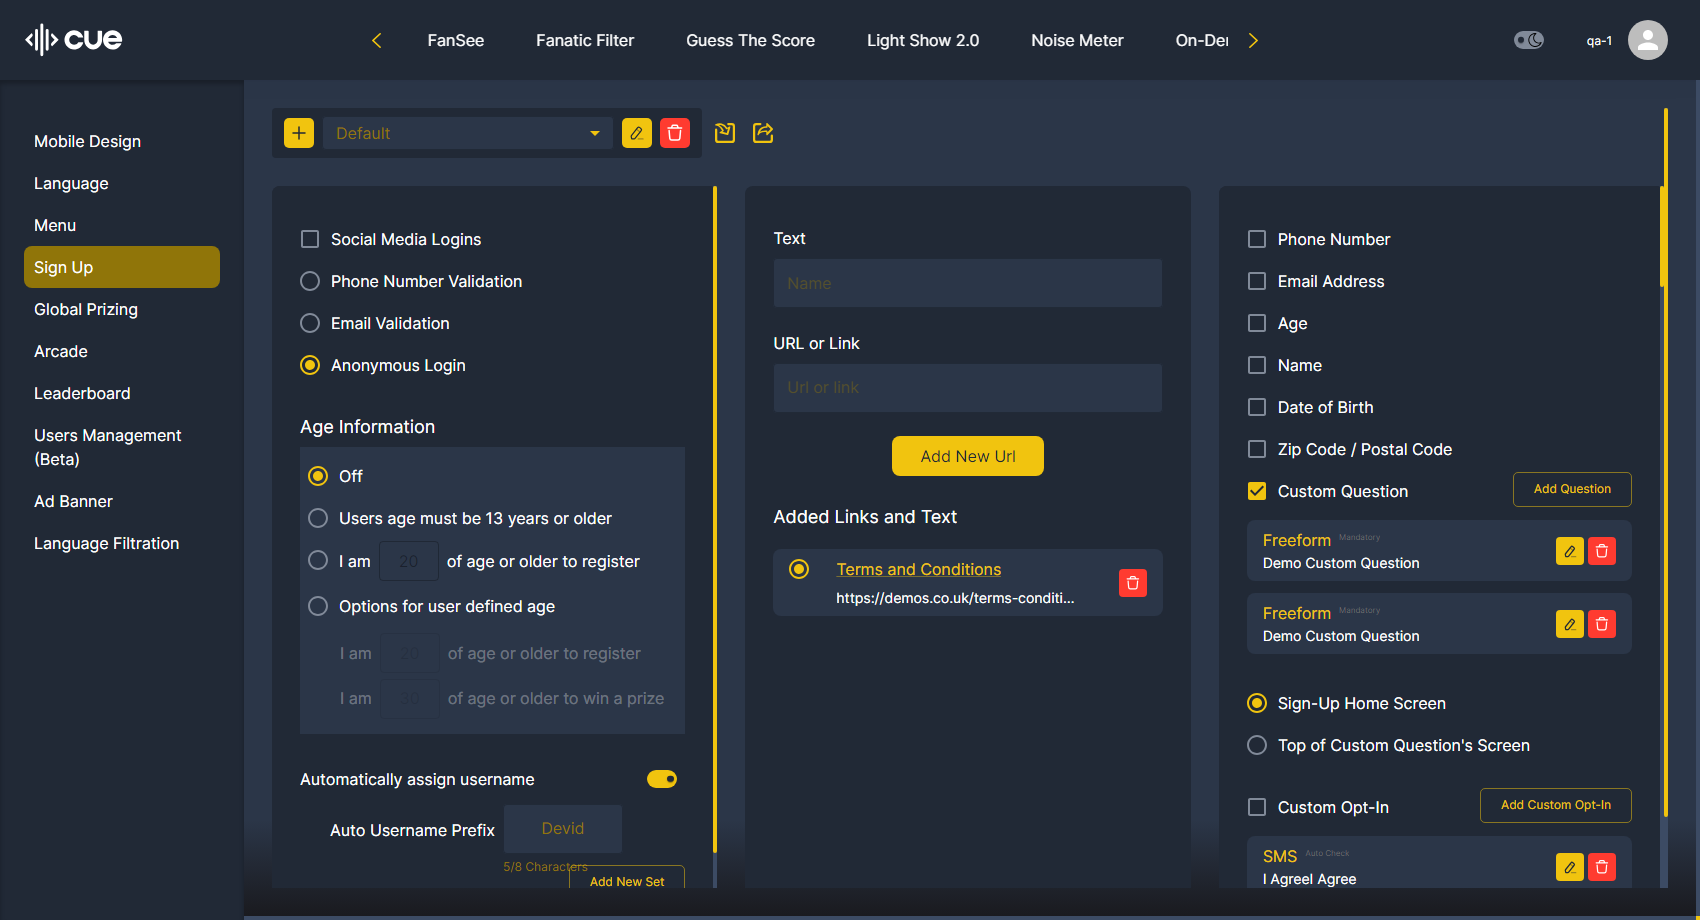 cue
FanSee
Fanatic Filter
Guess The Score
Light Show 2.0
Noise Meter
On-De
qa-1
Mobile Design
Language
Menu
Sign Up
Global Prizing
Arcade
Leaderboard
Users Management
(Beta)
Ad Banner
Language Filtration
Default
Social Media Logins
Phone Number Validation
Email Validation
Anonymous Login
Age Information
Off
Users age must be 13 years or older
I am 20 of age or older to register
Options for user defined age
I am 20 of age or older to register
I am 30 of age or older to win a prize
Automatically assign username
Auto Username Prefix Devid
5/8 Characters
Add New Set
Text
Name
URL or Link
Url or link
Add New Url
Added Links and Text
Terms and Conditions
https://demos.co.uk/terms-conditi...
Phone Number
Email Address
Age
Name
Date of Birth
Zip Code / Postal Code
Custom Question
Add Question
Freeform Mandatory
Demo Custom Question
Freeform Mandatory
Demo Custom Question
Sign-Up Home Screen
Top of Custom Question's Screen
Custom Opt-In
Add Custom Opt-In
SMS Auto Check
I AgreeI Agree